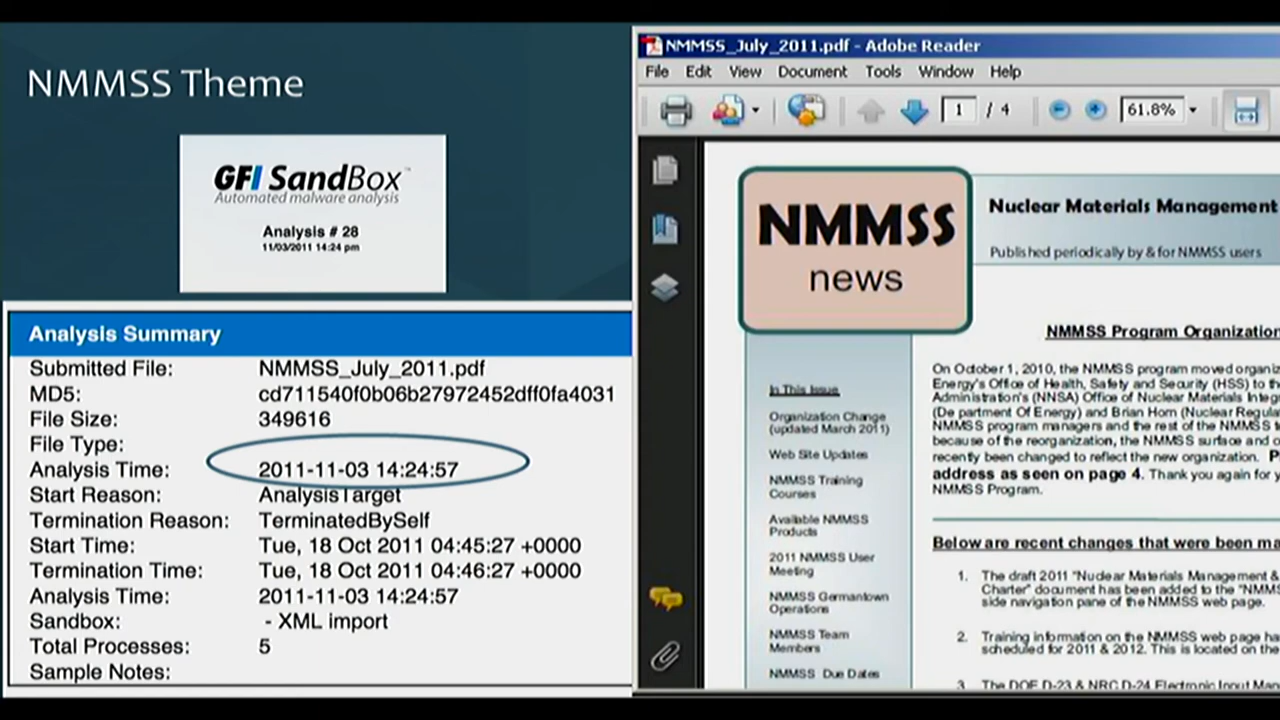 NMMSS Theme
GFI SandBox™
Automated malware analysis
Analysis # 28
11/03/2011 14:24 pm
Analysis Summary
Submitted File: NMMSS_July_2011.pdf
MD5: cd711540f0b06b27972452dff0fa4031
File Size: 349616
File Type:
Analysis Time: 2011-11-03 14:24:57
Start Reason: AnalysisTarget
Termination Reason: TerminatedBySelf
Start Time: Tue, 18 Oct 2011 04:45:27 +0000
Termination Time: Tue, 18 Oct 2011 04:46:27 +0000
Analysis Time: 2011-11-03 14:24:57
Sandbox: - XML import
Total Processes: 5
Sample Notes:
NMMSS_July_2011.pdf - Adobe Reader
File Edit View Document Tools Window Help
1 / 4 61.8%
NMMSS
news
Nuclear Materials Management
Published periodically by & for NMMSS users
In This Issue
Organization Change
(updated March 2011)
Web Site Updates
NMMSS Training
Courses
Available NMMSS
Products
2011 NMMSS User
Meeting
NMMSS Germantown
Operations
NMMSS Team
Members
NMMSS Due Dates
NMMSS Program Organization
On October 1, 2010, the NMMSS program moved organiz
Energy's Office of Health, Safety and Security (HSS) to the
Administration's (NNSA) Office of Nuclear Materials Integ
(De partment Of Energy) and Brian Horn (Nuclear Regula
NMMSS program managers and the rest of the NMMSS t
because of the reorganization, the NMMSS surface and
recently been changed to reflect the new organization. P
address as seen on page 4. Thank you again for y
NMMSS Program.
Below are recent changes that were been ma
1. The draft 2011 "Nuclear Materials Management &
Charter" document has been added to the "NMMS
side navigation pane of the NMMSS web page.
2. Training information on the NMMSS web page ha
scheduled for 2011 & 2012. This is located on the
3. The DOE D-23 & NRC D-24 Electronic Input Man